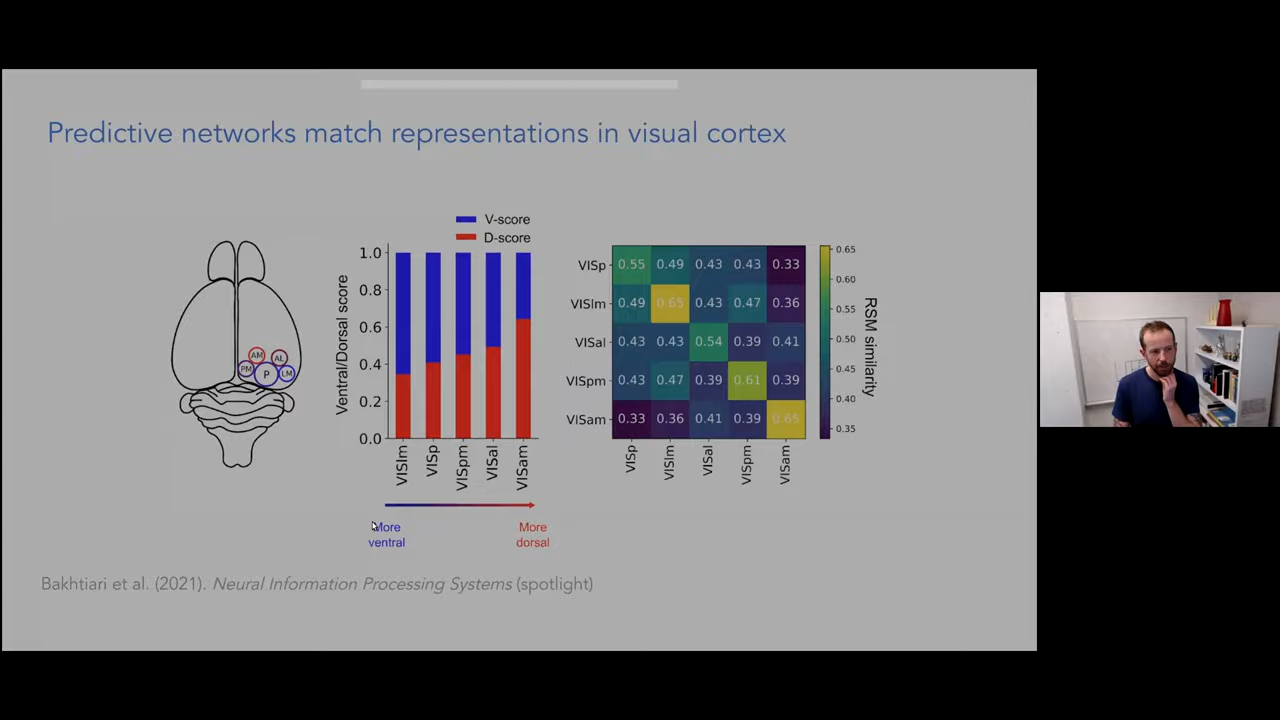 Predictive networks match representations in visual cortex
AM
AL
PM
P
LM
V-score
D-score
Ventral/Dorsal score
1.0
0.8
0.6
0.4
0.2
0.0
VISlm
VISp
VISpm
VISal
VISam
More
ventral
More
dorsal
VISp
0.55 0.49 0.43 0.43 0.33
VISlm
0.49 0.65 0.43 0.47 0.36
VISal
0.43 0.43 0.54 0.39 0.41
VISpm
0.43 0.47 0.39 0.61 0.39
VISam
0.33 0.36 0.41 0.39 0.65
VISp
VISlm
VISal
VISpm
VISam
0.65
0.60
0.55
0.50
0.45
0.40
0.35
RSM similarity
Bakhtiari et al. (2021). Neural Information Processing Systems (spotlight)